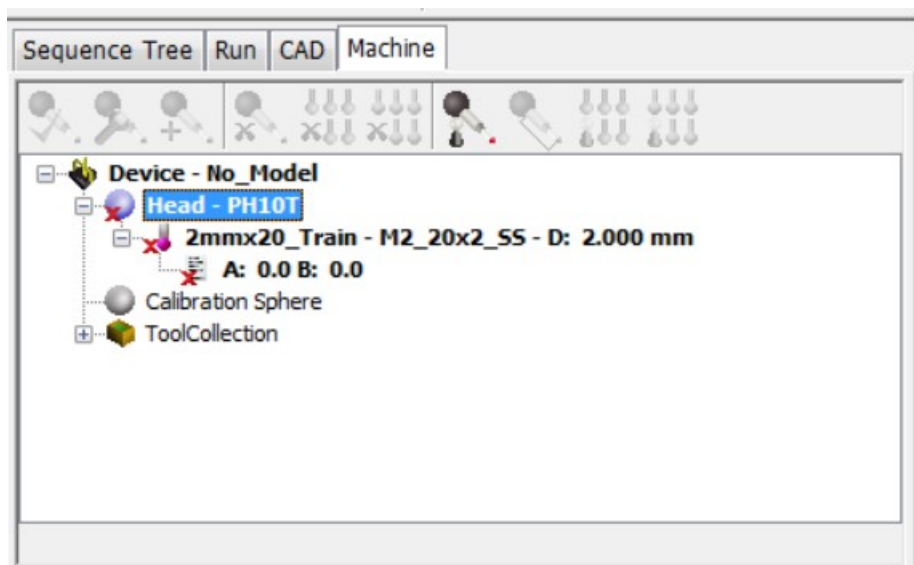 Sequence Tree Run CAD Machine
Device - No_Model
Head - PH10T
2mmx20_Train - M2_20x2_SS - D: 2.000 mm
A: 0.0 B: 0.0
Calibration Sphere
ToolCollection